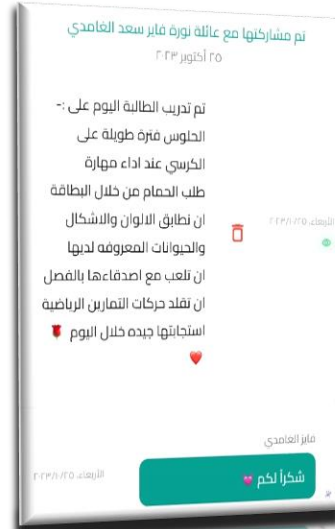 تم مشاركتها مع عائلة نورة فايز سعد الغامدي
٢٥ أكتوبر ٢٠٢٣
تم تدريب الطالبة اليوم على :-
الجلوس فترة طويلة على
الكرسي عند اداء مهارة
طلب الحمام من خلال البطاقة
ان تطابق الالوان والاشكال
والحيوانات المعروفه لديها
ان تلعب مع اصدقاءها بالفصل
ان تقلد حركات التمارين الرياضية
استجابتها جيده خلال اليوم 🌹
❤️
الأربعاء، ٢٠٢٣/١٠/٢٥
فايز الغامدي
شكراً لكم 💓
الأربعاء، ٢٠٢٣/١٠/٢٥